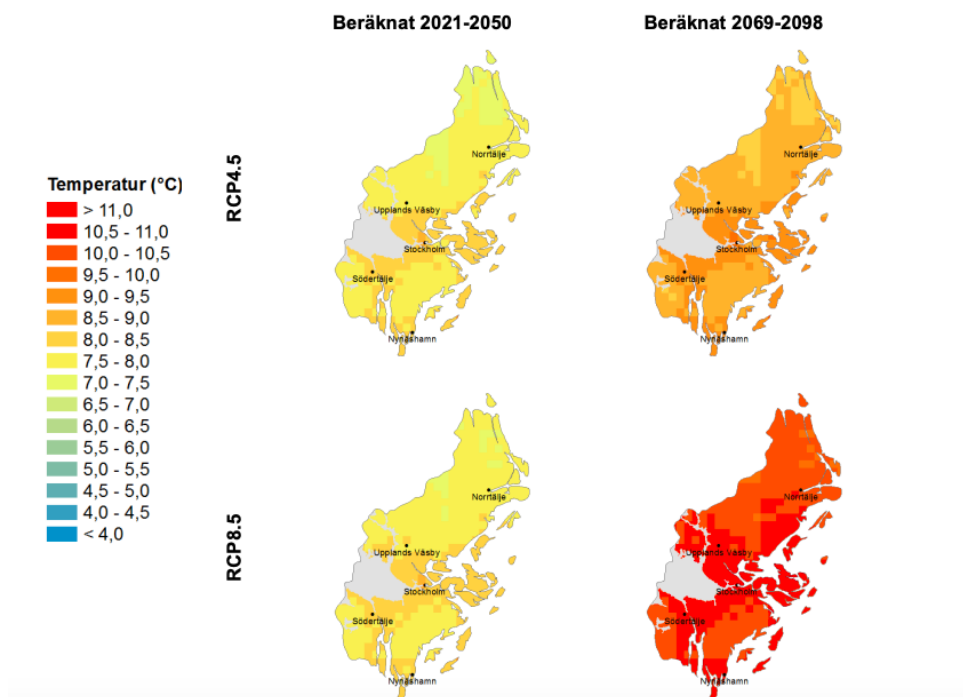 Beräknat 2021-2050
Beräknat 2069-2098
RCP4.5
Norrtälje
Upplands Väsby
Stockholm
Södertälje
Nynäshamn
Norrtälje
Upplands Väsby
Stockholm
Södertälje
Nynäshamn
Temperatur (°C)
> 11,0
10,5 - 11,0
10,0 - 10,5
9,5 - 10,0
9,0 - 9,5
8,5 - 9,0
8,0 - 8,5
7,5 - 8,0
7,0 - 7,5
6,5 - 7,0
6,0 - 6,5
5,5 - 6,0
5,0 - 5,5
4,5 - 5,0
4,0 - 4,5
< 4,0
RCP8.5
Norrtälje
Upplands Väsby
Stockholm
Södertälje
Nynäshamn
Norrtälje
Upplands Väsby
Stockholm
Södertälje
Nynäshamn